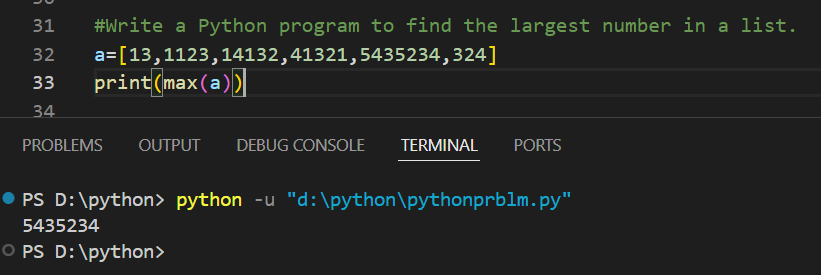 31 #Write a Python program to find the largest number in a list.
32 a=[13,1123,14132,41321,5435234,324]
33 print(max(a))
34
PROBLEMS OUTPUT DEBUG CONSOLE TERMINAL PORTS
PS D:\python> python -u "d:\python\pythonprblm.py"
5435234
PS D:\python>